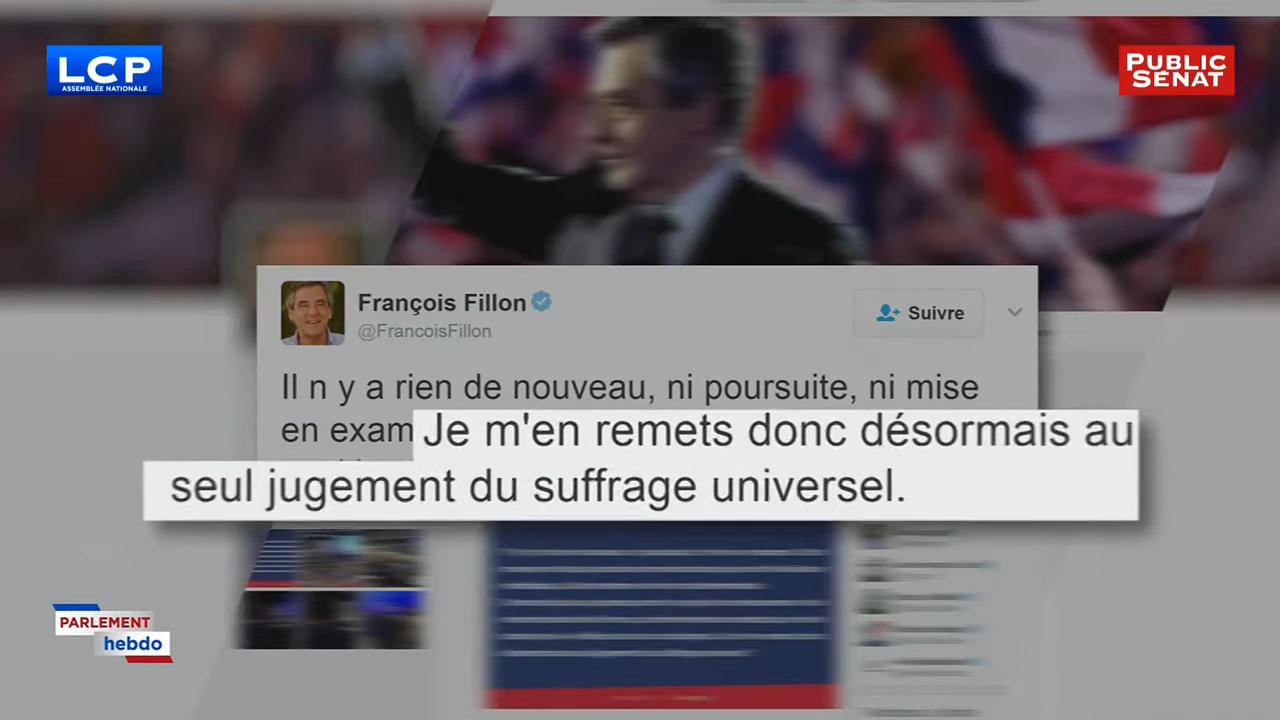 LCP
ASSEMBLÉE NATIONALE
PUBLIC
SÉNAT
François Fillon
@FrancoisFillon
Suivre
Il n y a rien de nouveau, ni poursuite, ni mise
en exam
Je m'en remets donc désormais au
seul jugement du suffrage universel.
PARLEMENT
hebdo